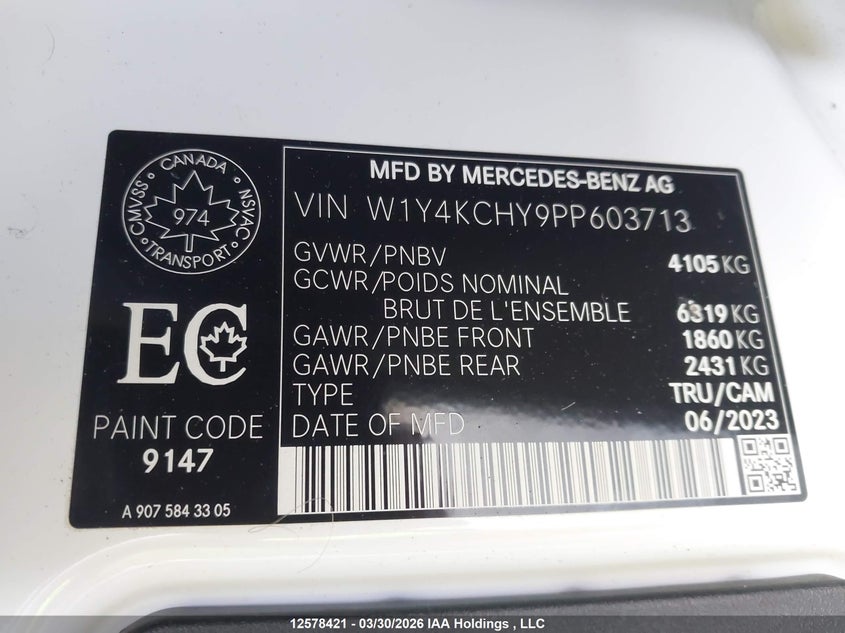 CANADA
CMVSS
974
NSVAC
TRANSPORT
EC
PAINT CODE
9147
A 907 584 33 05
MFD BY MERCEDES-BENZ AG
VIN W1Y4KCHY9PP603713
GVWR/PNBV 4105 KG
GCWR/POIDS NOMINAL
BRUT DE L'ENSEMBLE 6319 KG
GAWR/PNBE FRONT 1860 KG
GAWR/PNBE REAR 2431 KG
TYPE TRU/CAM
DATE OF MFD 06/2023
12578421 - 03/30/2026 IAA Holdings , LLC